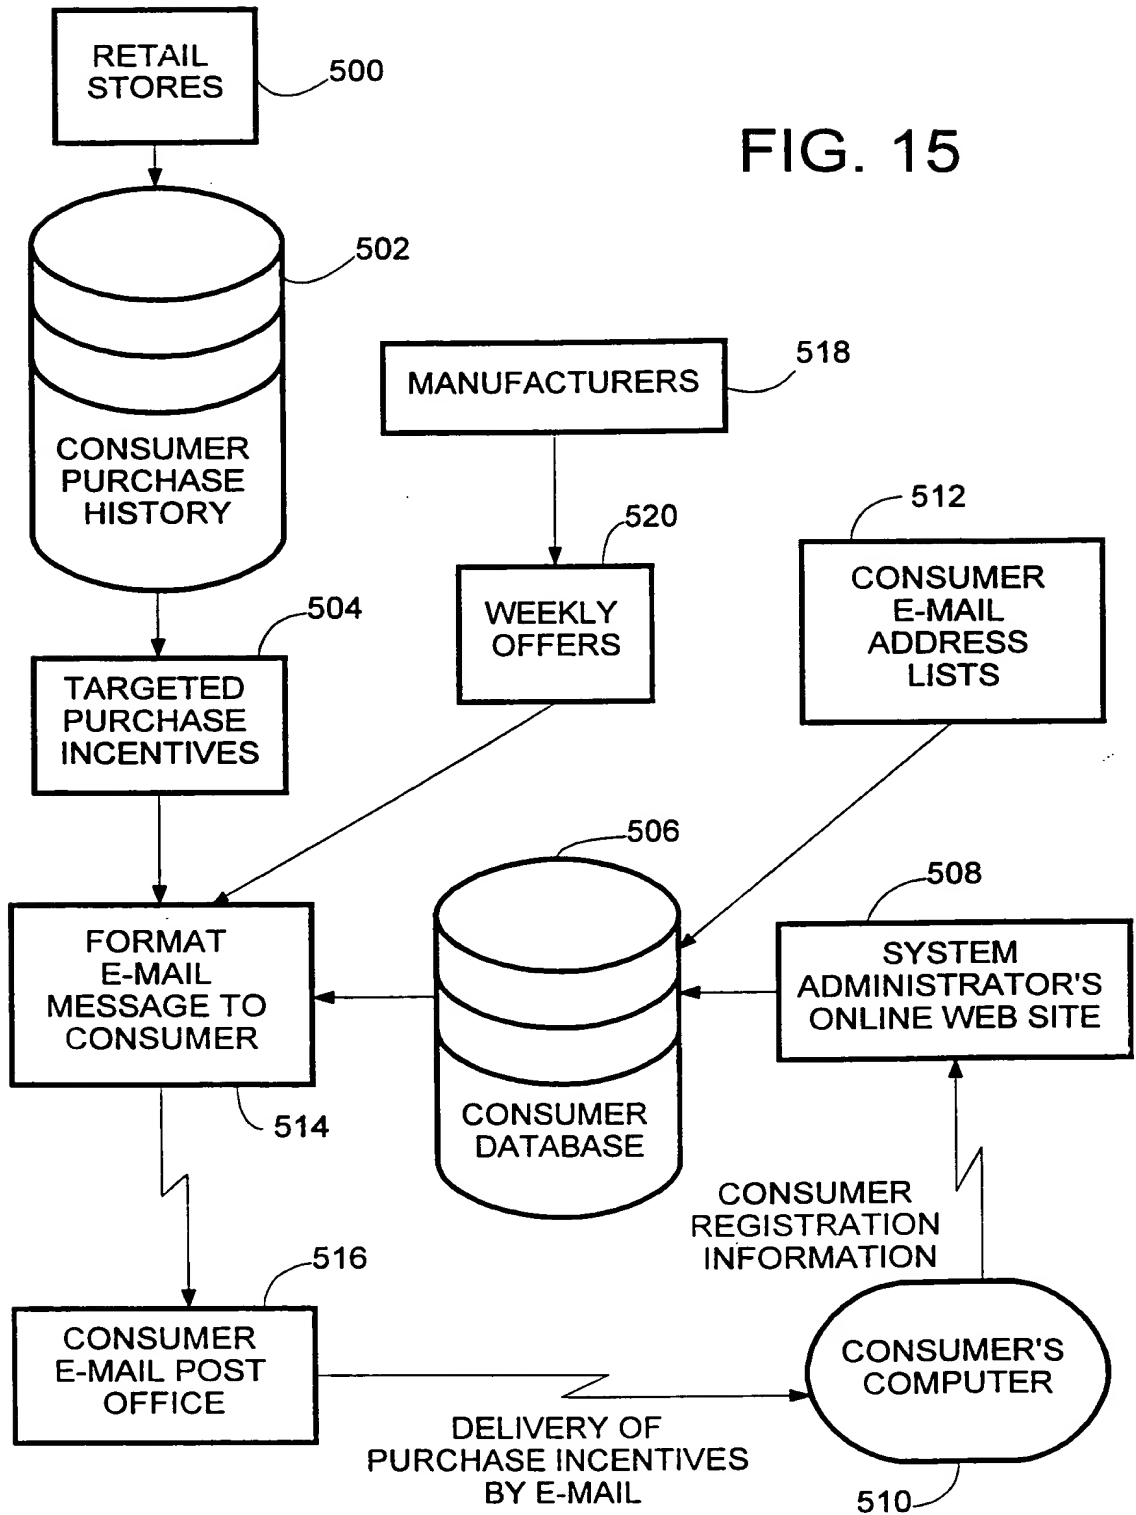 RETAIL
STORES
500
FIG. 15
502
CONSUMER
PURCHASE
HISTORY
MANUFACTURERS
518
512
520
CONSUMER
E-MAIL
ADDRESS
LISTS
WEEKLY
OFFERS
504
TARGETED
PURCHASE
INCENTIVES
506
508
FORMAT
E-MAIL
MESSAGE TO
CONSUMER
514
SYSTEM
ADMINISTRATOR'S
ONLINE WEB SITE
CONSUMER
DATABASE
CONSUMER
REGISTRATION
INFORMATION
516
CONSUMER
E-MAIL POST
OFFICE
CONSUMER'S
COMPUTER
DELIVERY OF
PURCHASE INCENTIVES
BY E-MAIL
510